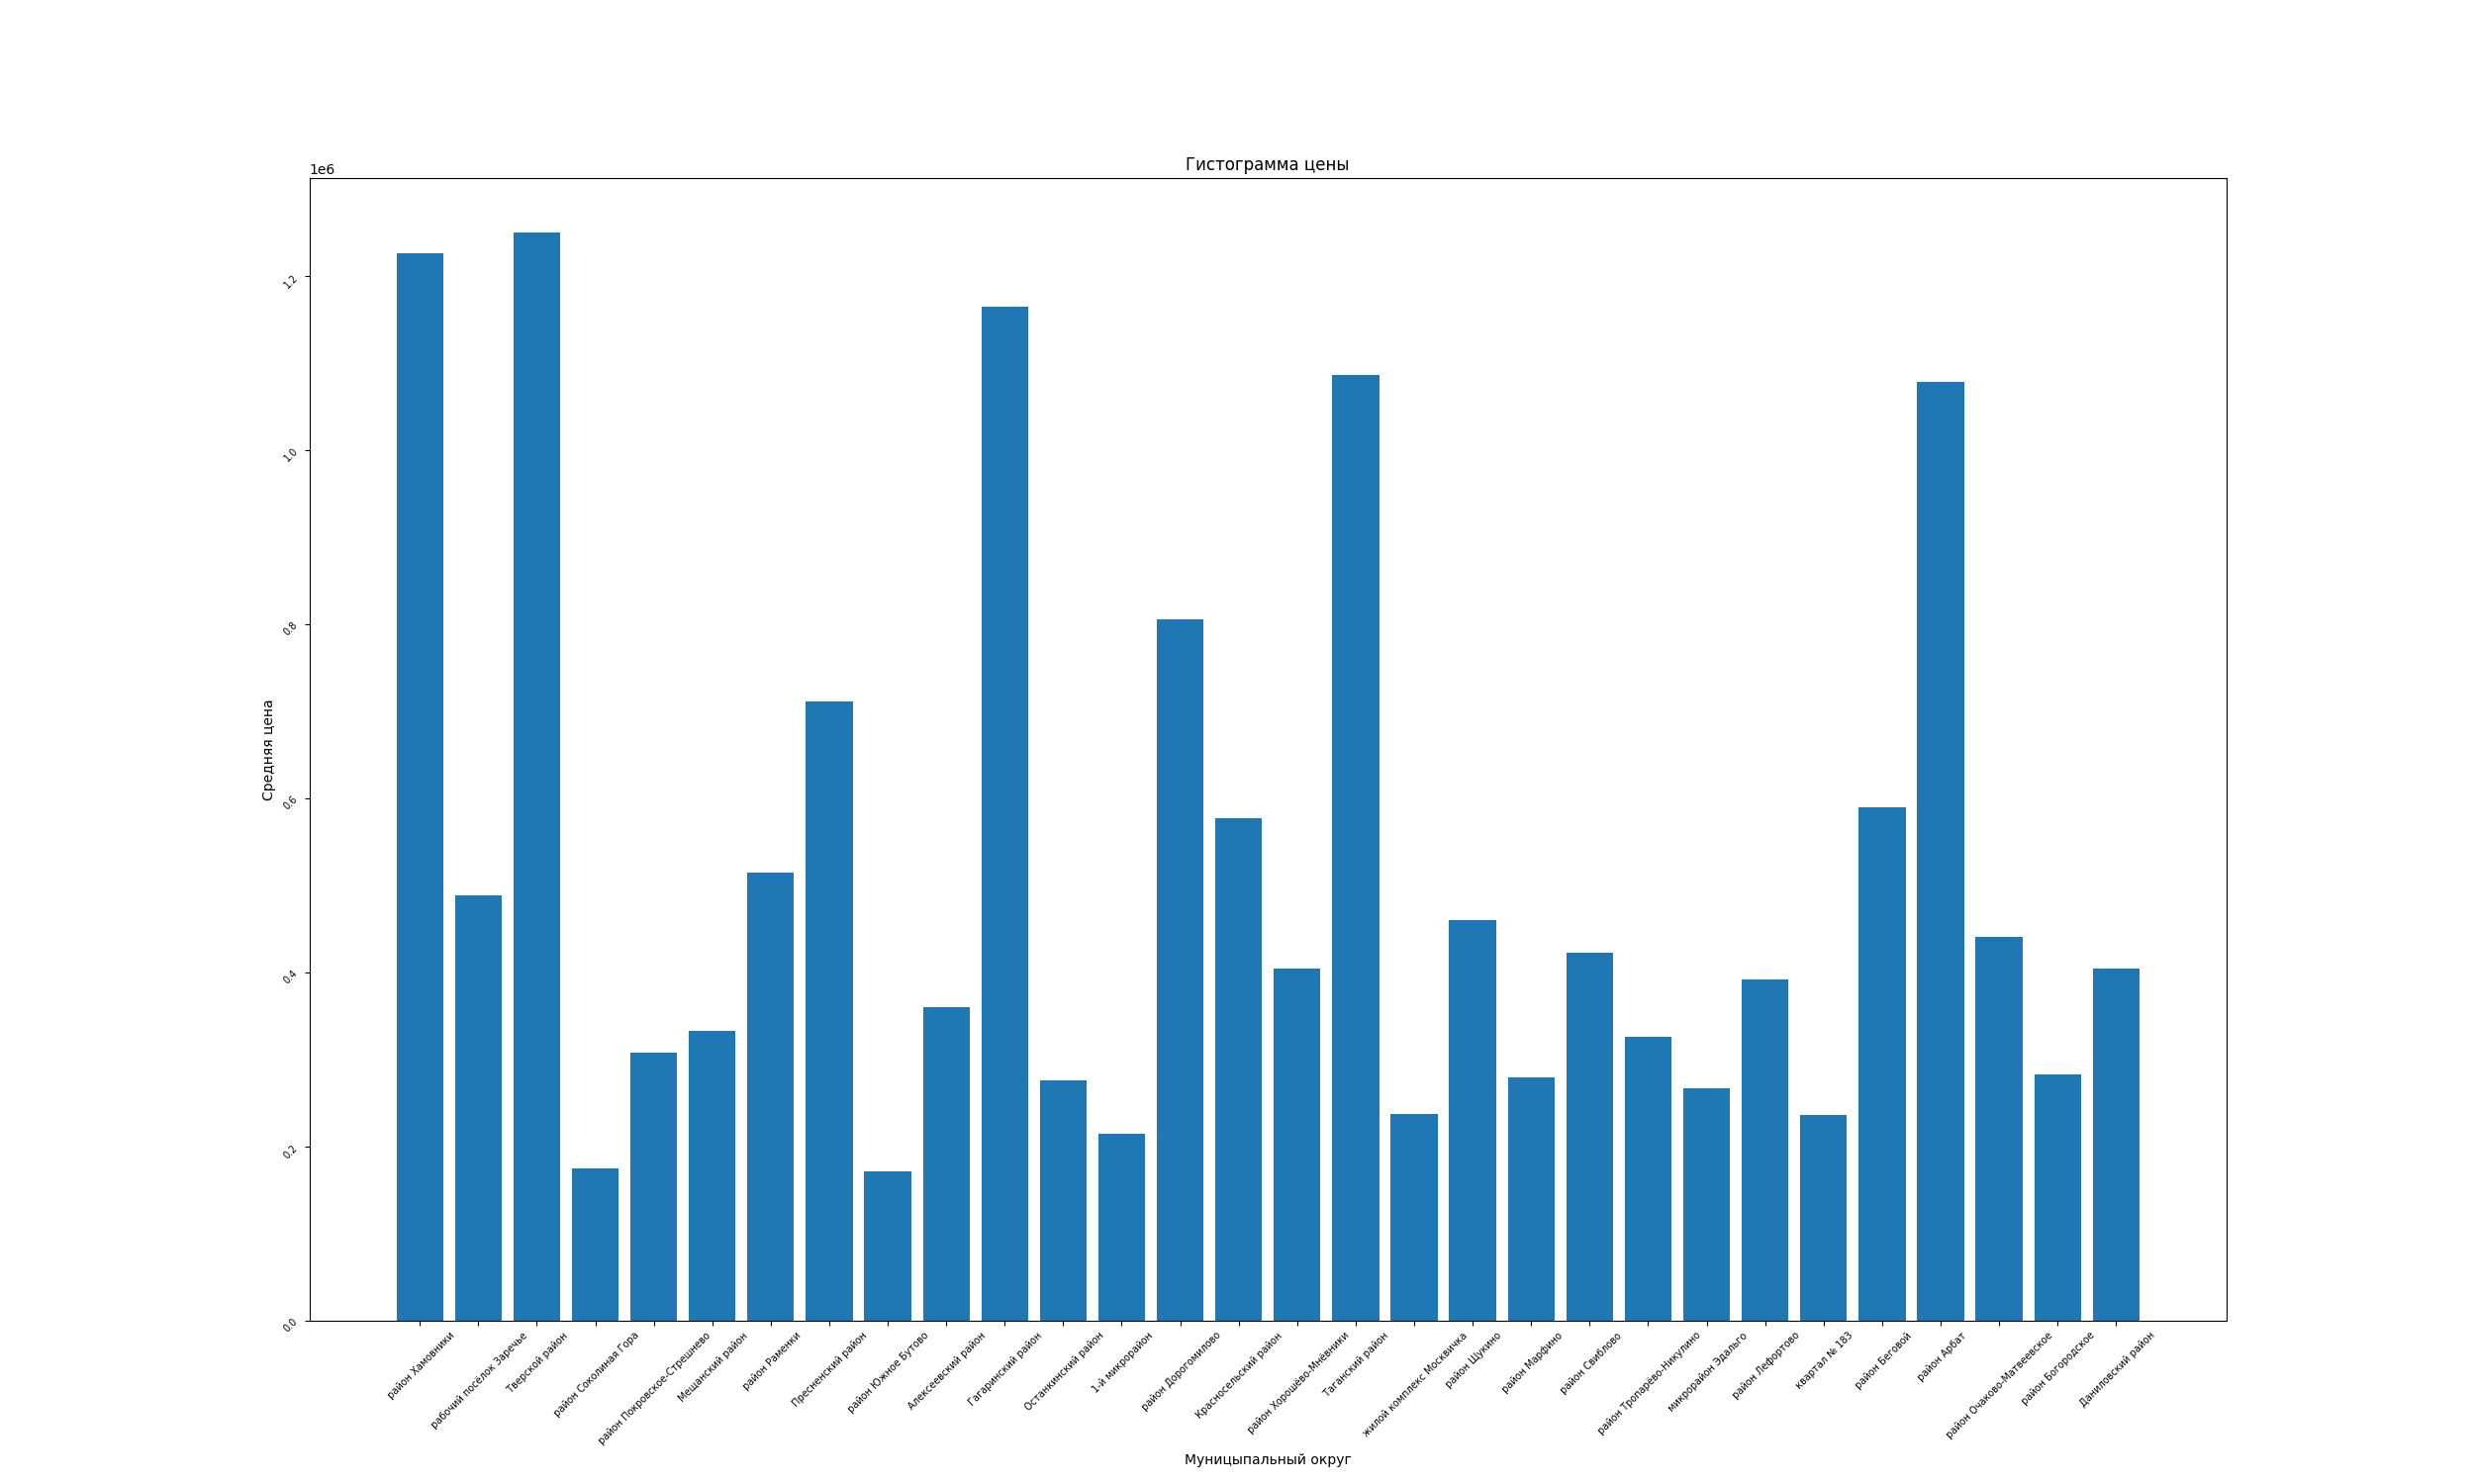 Гистограмма цены
1e6
1.2
1.0
0.8
0.6
0.4
0.2
0.0
Средняя цена
район Хамовники
рабочий посёлок Заречье
Тверской район
район Соколиная Гора
район Покровское-Стрешнево
Мещанский район
район Раменки
Пресненский район
район Южное Бутово
Алексеевский район
Гагаринский район
Останкинский район
1-й микрорайон
район Дорогомилово
Красносельский район
район Хорошёво-Мнёвники
Таганский район
жилой комплекс Москвичка
район Щукино
район Марфино
район Свиблово
район Тропарёво-Никулино
микрорайон Эдальго
район Лефортово
квартал № 183
район Беговой
район Арбат
район Очаково-Матвеевское
район Богородское
Даниловский район
Муницыпальный округ